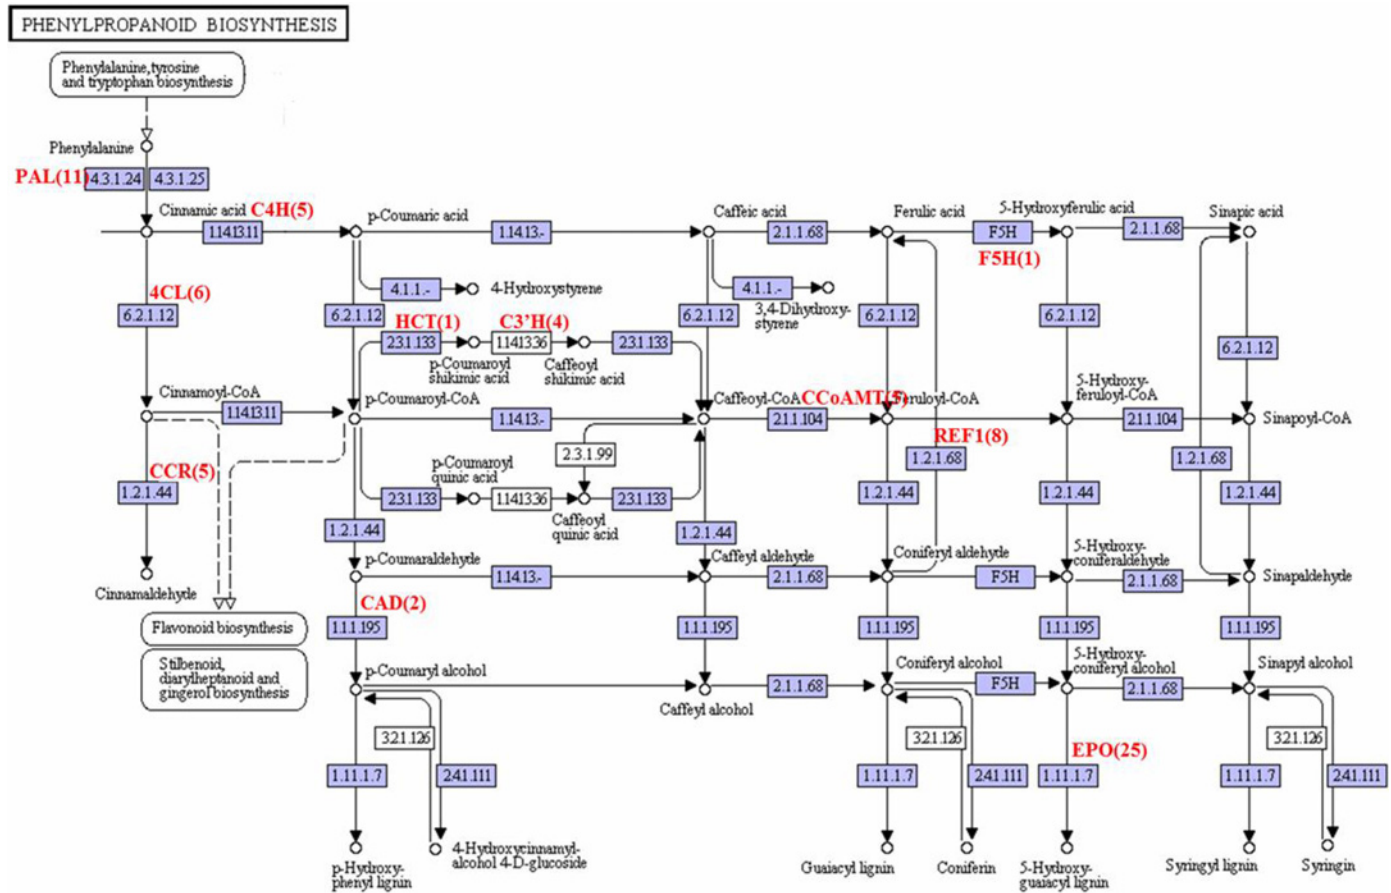 PHENYLPROPANOID BIOSYNTHESIS
Phenylalanine,tyrosine
and tryptophan biosynthesis
Phenylalanine
PAL(11)
4.3.1.24
4.3.1.25
Cinnamic acid
C4H(5)
p-Coumaric acid
Caffeic acid
Ferulic acid
5-Hydroxyferulic acid
Sinapic acid
1.14.13.11
1.14.13.-
2.1.1.68
F5H
2.1.1.68
F5H(1)
4.1.1.-
4-Hydroxystyrene
4.1.1.-
3,4-Dihydroxy-
styrene
4CL(6)
6.2.1.12
6.2.1.12
6.2.1.12
6.2.1.12
6.2.1.12
6.2.1.12
HCT(1)
C3’H(4)
2.3.1.133
1.14.13.36
2.3.1.133
p-Coumaroyl
shikimic acid
Caffeoyl
shikimic acid
Cinnamoyl-CoA
p-Coumaroyl-CoA
Caffeoyl-CoA
CCoAMT(5)
Feruloyl-CoA
5-Hydroxy-
feruloyl-CoA
Sinapoyl-CoA
1.14.13.11
1.14.13.-
2.1.1.104
2.1.1.104
REF1(8)
1.2.1.68
1.2.1.68
2.3.1.99
CCR(5)
1.2.1.44
p-Coumaroyl
quinic acid
2.3.1.133
1.14.13.36
2.3.1.133
Caffeoyl
quinic acid
1.2.1.44
1.2.1.44
1.2.1.44
1.2.1.44
1.2.1.44
Cinnamaldehyde
p-Coumaraldehyde
Caffeyl aldehyde
Coniferyl aldehyde
5-Hydroxy-
coniferaldehyde
Sinapaldehyde
1.14.13.-
2.1.1.68
F5H
2.1.1.68
CAD(2)
Flavonoid biosynthesis
1.1.1.195
1.1.1.195
1.1.1.195
1.1.1.195
1.1.1.195
Stilbenoid,
diarylheptanoid and
gingerol biosynthesis
p-Coumaryl alcohol
Caffeyl alcohol
Coniferyl alcohol
5-Hydroxy-
coniferyl alcohol
Sinapyl alcohol
2.1.1.68
F5H
2.1.1.68
3.2.1.126
3.2.1.126
3.2.1.126
EPO(25)
1.11.1.7
2.4.1.111
1.11.1.7
2.4.1.111
1.11.1.7
1.11.1.7
2.4.1.111
p-Hydroxy-
phenyl lignin
4-Hydroxycinnamyl-
alcohol 4-D-glucoside
Guaiacyl lignin
Coniferin
5-Hydroxy-
guaiacyl lignin
Syringyl lignin
Syringin